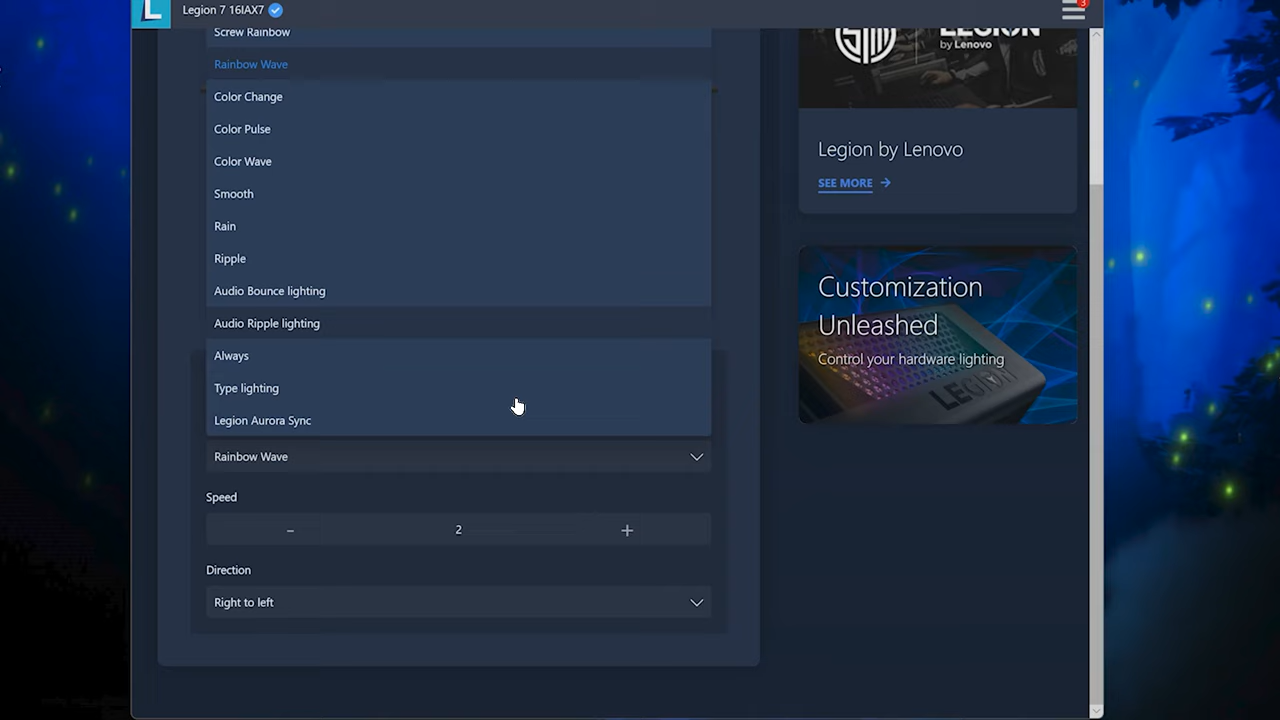 Legion 7 16IAX7
3
Screw Rainbow
Rainbow Wave
Color Change
Color Pulse
Color Wave
Smooth
Rain
Ripple
Audio Bounce lighting
Audio Ripple lighting
Always
Type lighting
Legion Aurora Sync
Rainbow Wave
Speed
- 2 +
Direction
Right to left
LEGION
by Lenovo
Legion by Lenovo
SEE MORE →
Customization
Unleashed
Control your hardware lighting
LEGION